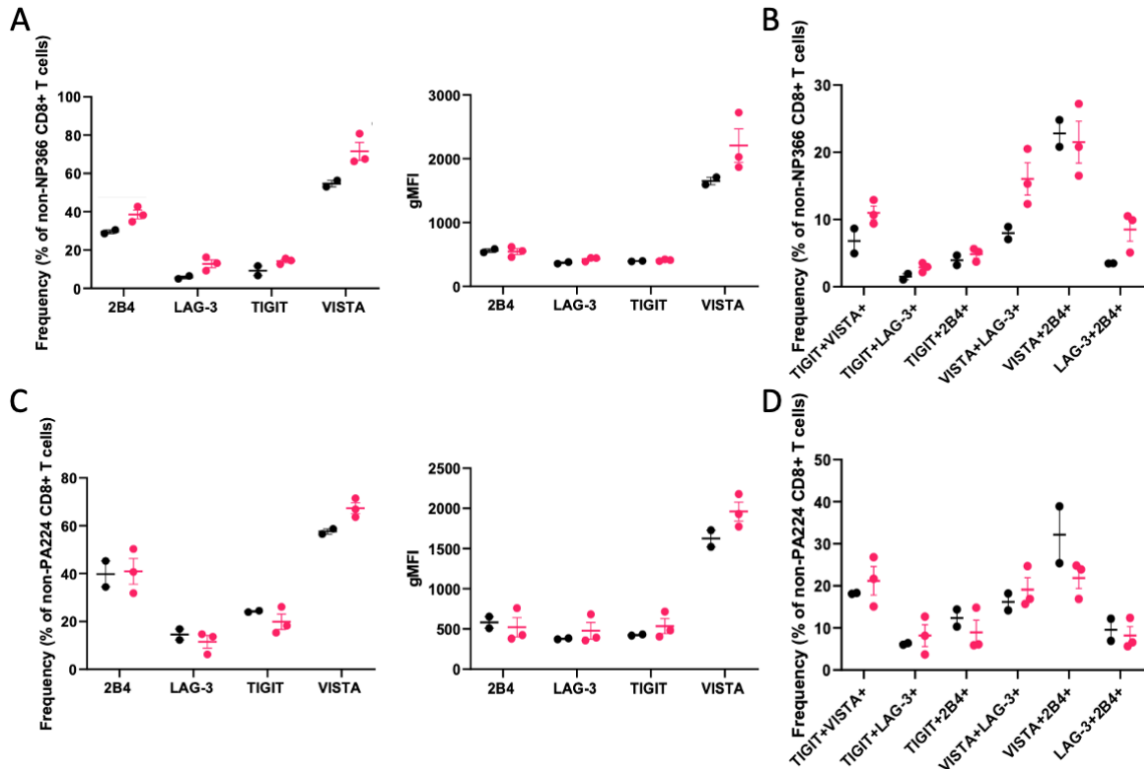 A
Frequency (% of non-NP366 CD8+ T cells)
100
80
60
40
20
0
2B4
LAG-3
TIGIT
VISTA
gMFI
3000
2000
1000
0
2B4
LAG-3
TIGIT
VISTA
B
Frequency (% of non-NP366 CD8+ T cells)
30
20
10
0
TIGIT+VISTA+
TIGIT+LAG-3+
TIGIT+2B4+
VISTA+LAG-3+
VISTA+2B4+
LAG-3+2B4+
C
Frequency (% of non-PA224 CD8+ T cells)
80
60
40
20
0
2B4
LAG-3
TIGIT
VISTA
gMFI
2500
2000
1500
1000
500
0
2B4
LAG-3
TIGIT
VISTA
D
Frequency (% of non-PA224 CD8+ T cells)
50
40
30
20
10
0
TIGIT+VISTA+
TIGIT+LAG-3+
TIGIT+2B4+
VISTA+LAG-3+
VISTA+2B4+
LAG-3+2B4+